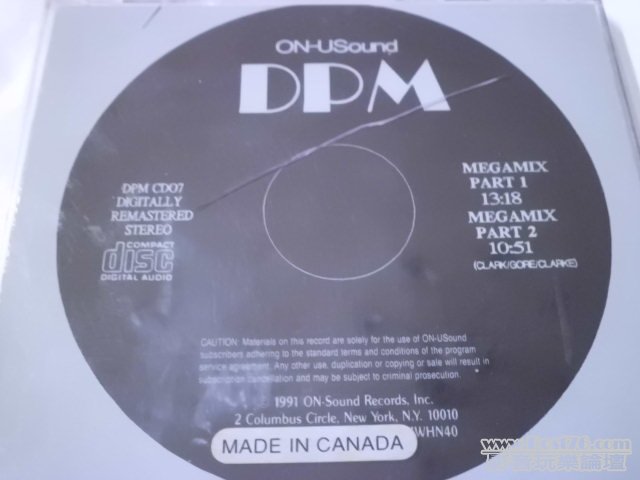 ON-USound
DPM
DPM CD07
DIGITALLY
REMASTERED
STEREO
COMPACT
disc
DIGITAL AUDIO
MEGAMIX
PART 1
13:18
MEGAMIX
PART 2
10:51
(CLARK/GORE/CLARKE)
CAUTION: Materials on this record are solely for the use of ON-USound
subscribers adhering to the standard terms and conditions of the program
service agreement. Any other use, duplication or copying or sale will result in
subscription cancellation and may be subject to criminal prosecution.
© 1991 ON-Sound Records, Inc.
2 Columbus Circle, New York, N.Y. 10010
WHN40
MADE IN CANADA